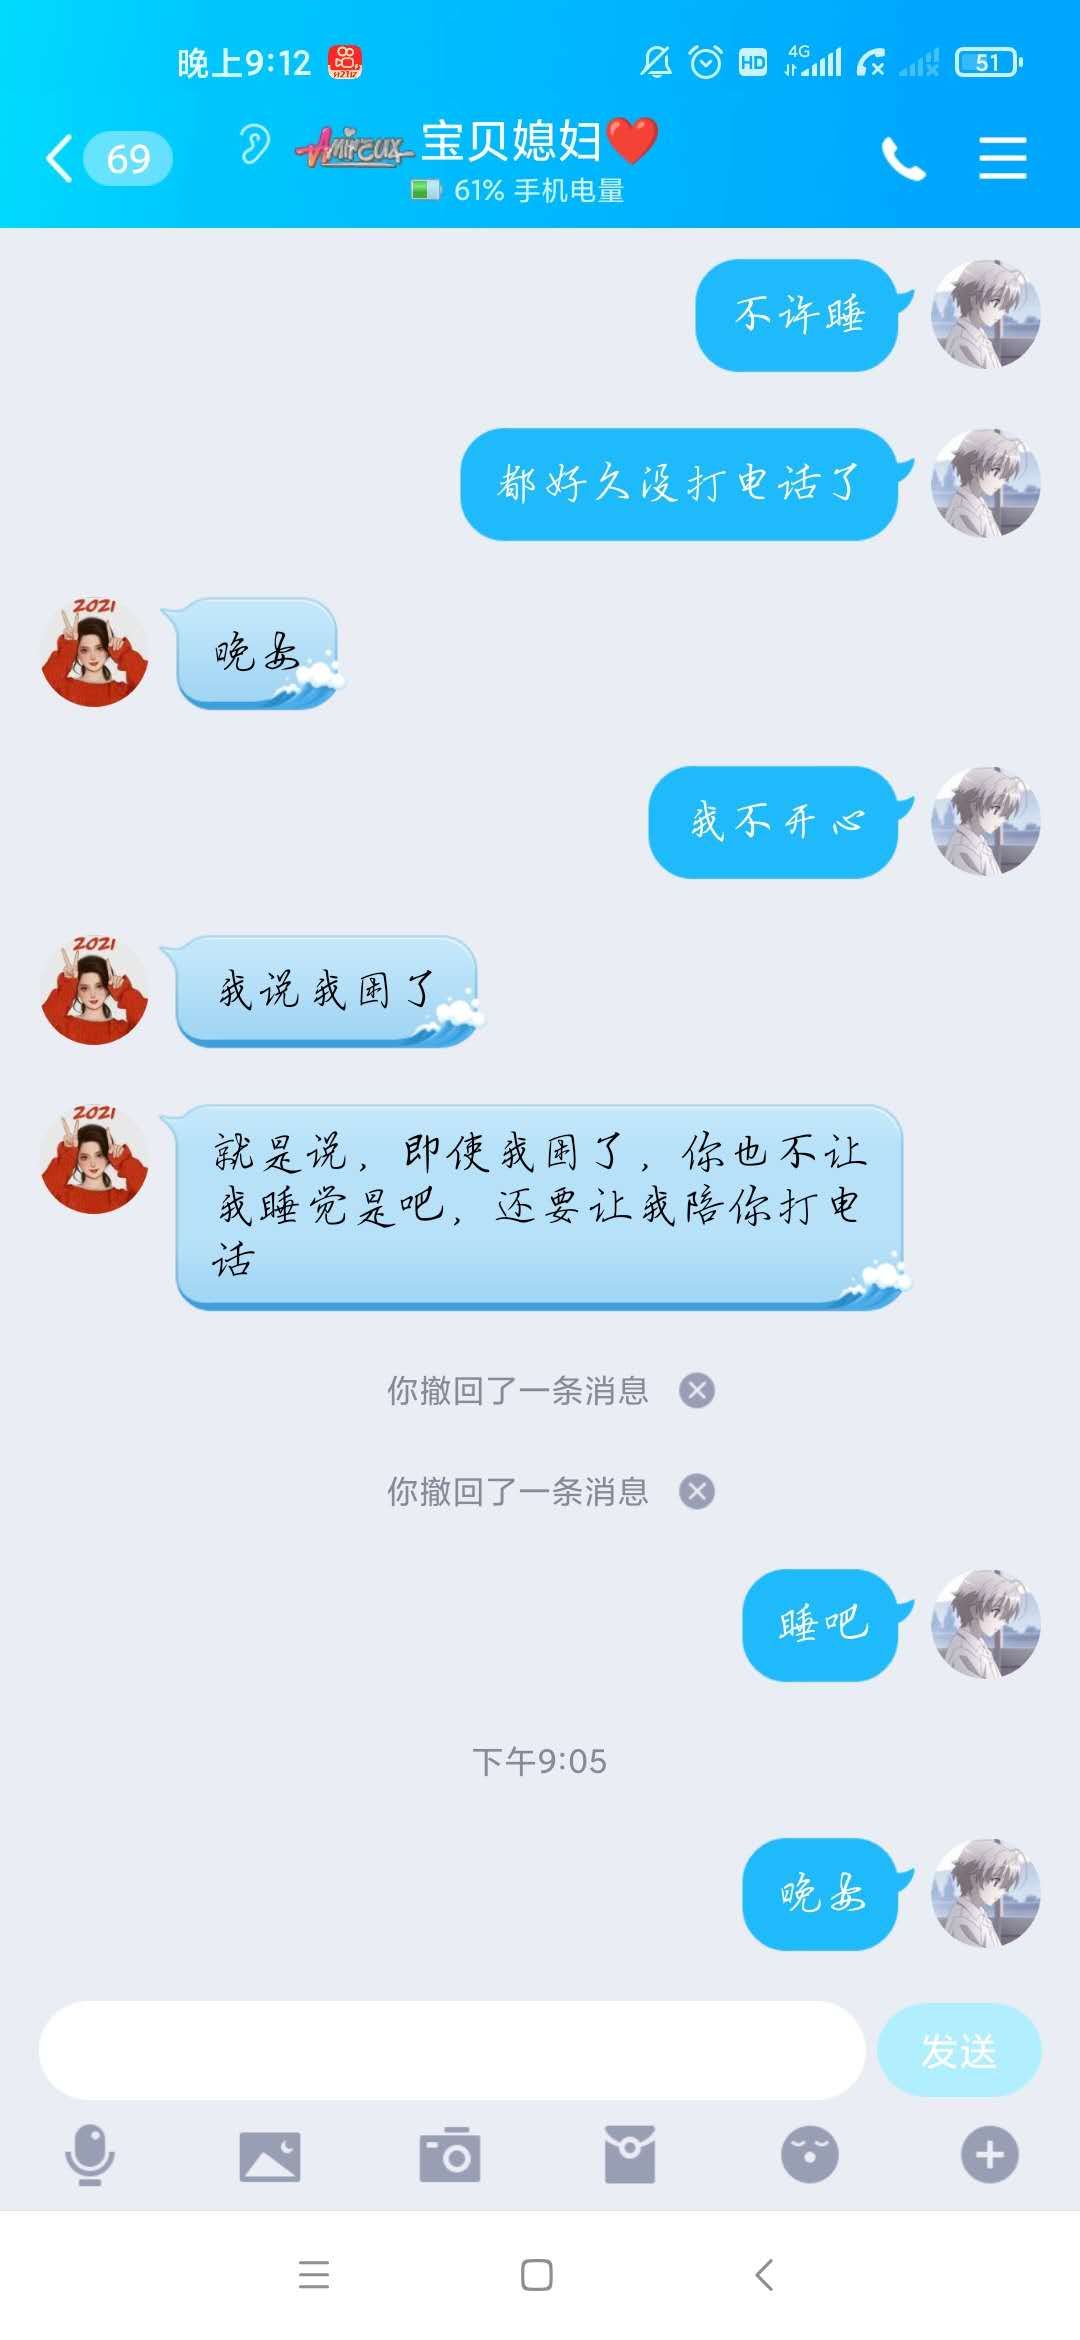 晚上9:12
HD
4G
51
69
宝贝媳妇❤️
61% 手机电量
不许睡
都好久没打电话了
2021
晚安
我不开心
2021
我说我困了
2021
就是说，即使我困了，你也不让
我睡觉是吧，还要让我陪你打电
话
你撤回了一条消息
你撤回了一条消息
睡吧
下午9:05
晚安
发送